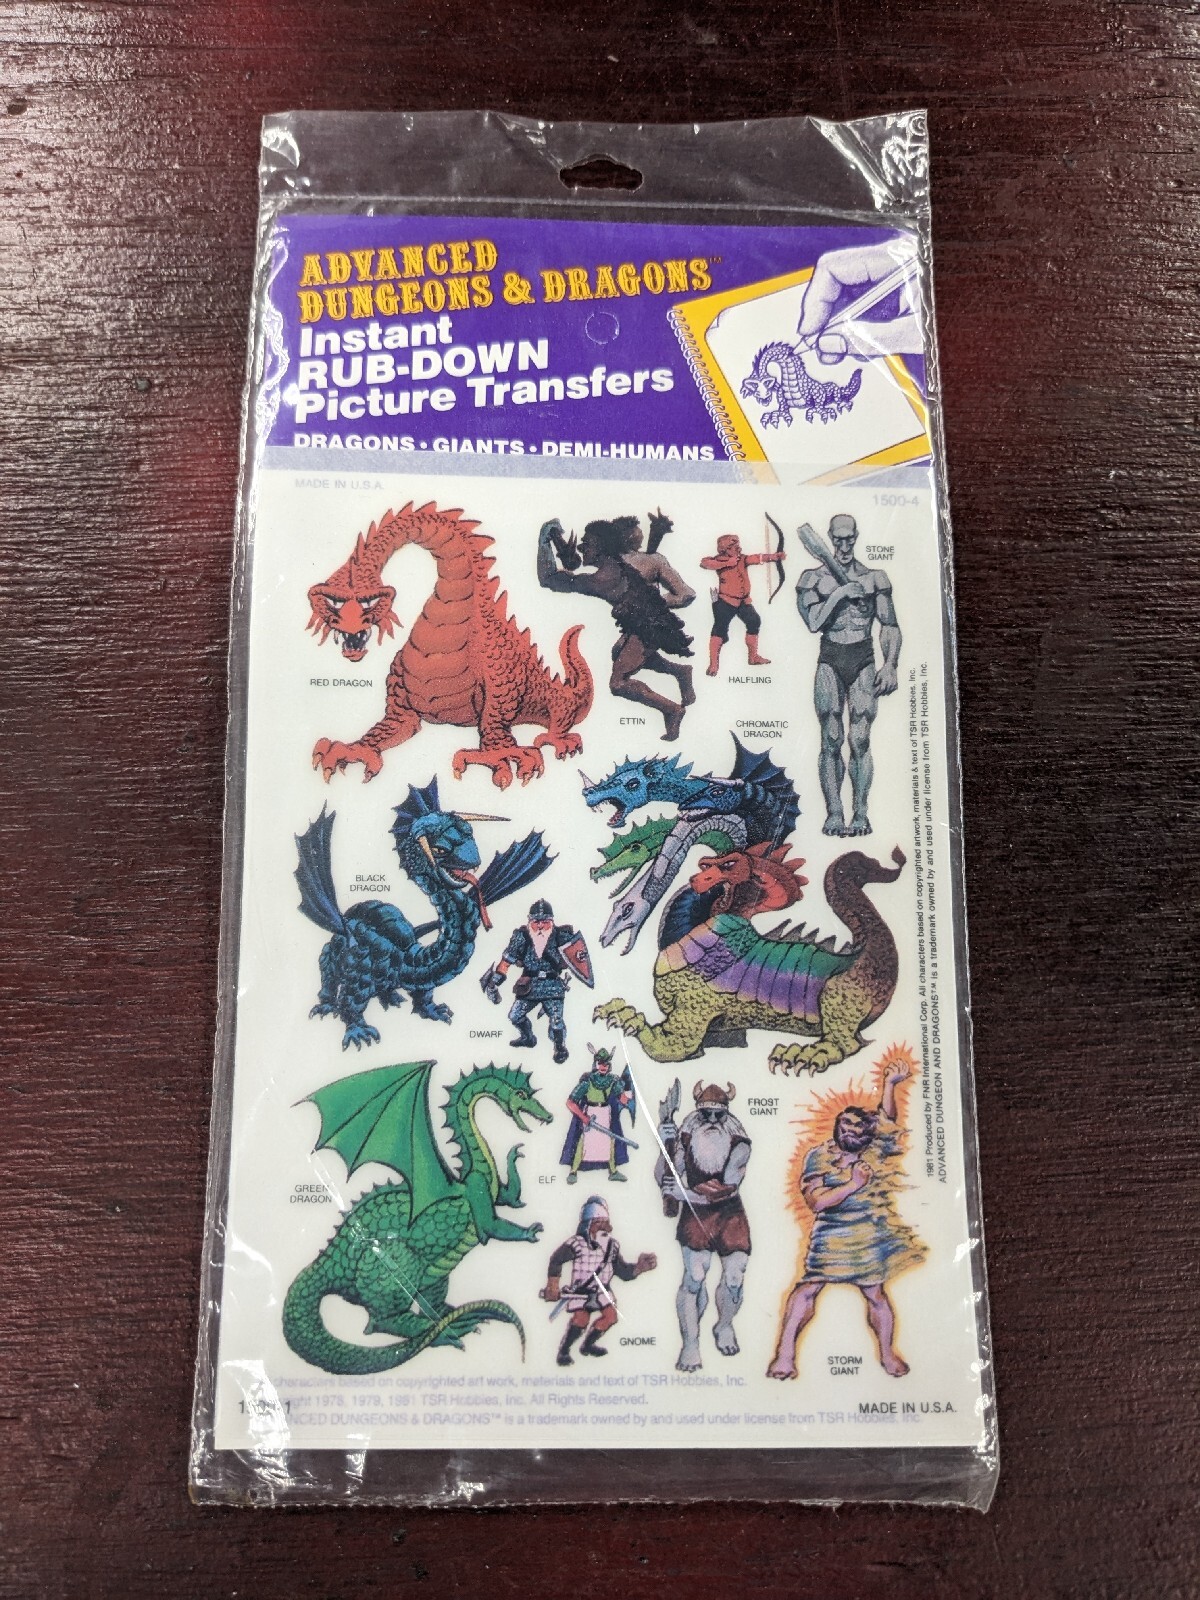 ADVANCED
DUNGEONS & DRAGONS™
Instant
RUB-DOWN
Picture Transfers
DRAGONS • GIANTS • DEMI-HUMANS
MADE IN U.S.A.
1500-4
STONE
GIANT
RED DRAGON
HALFLING
ETTIN
CHROMATIC
DRAGON
BLACK
DRAGON
DWARF
FROST
GIANT
ELF
GREEN
DRAGON
GNOME
STORM
GIANT
1981 Produced by FNR International Corp. All characters based on copyrighted artwork, materials & text of TSR Hobbies, Inc.
ADVANCED DUNGEON AND DRAGONS™ is a trademark owned by and used under license from TSR Hobbies, Inc.
characters based on copyrighted art work, materials and text of TSR Hobbies, Inc.
1978, 1979, 1981 TSR Hobbies, Inc. All Rights Reserved.
DUNGEONS & DRAGONS™ is a trademark owned by and used under license from TSR Hobbies, Inc.
MADE IN U.S.A.